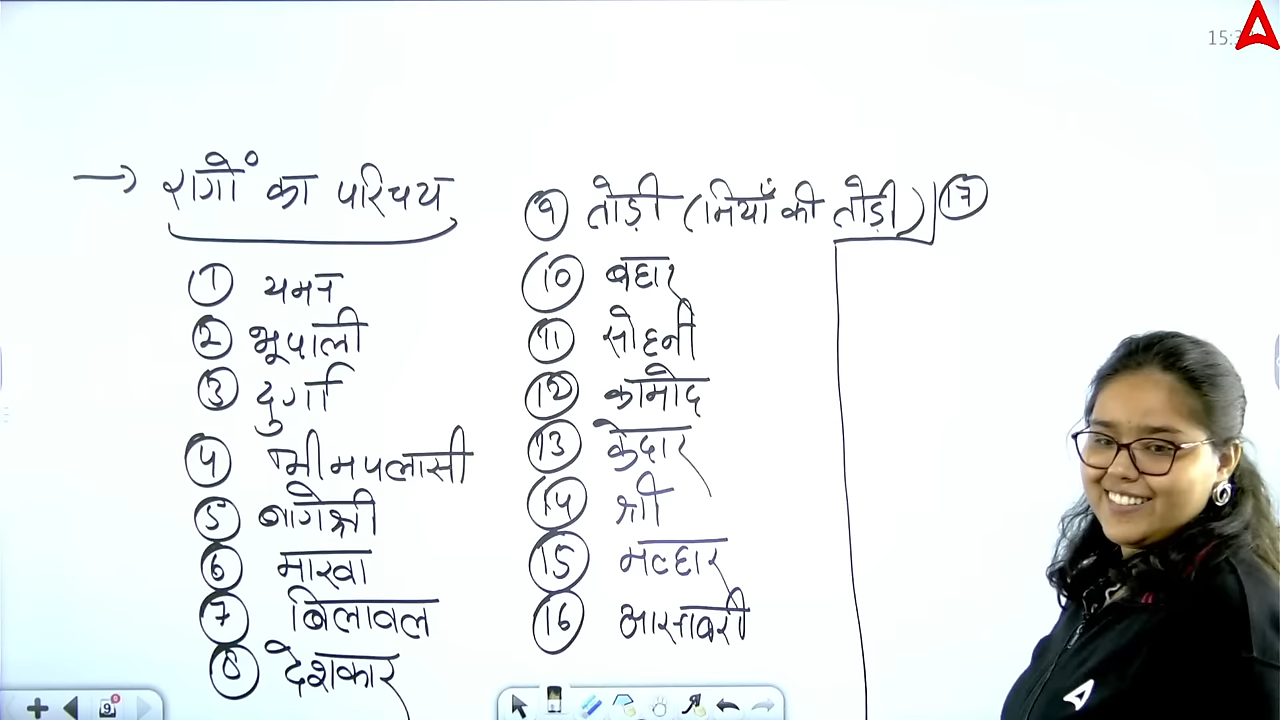 → रागों का परिचय
① यमन
② भूपाली
③ दुर्गा
④ भीमपलासी
⑤ बागेश्री
⑥ मारवा
⑦ बिलावल
⑧ देशकार
⑨ तोड़ी (मियाँ की तोड़ी)
⑩ बहार
⑪ सोहनी
⑫ कामोद
⑬ केदार
⑭ श्री
⑮ मल्हार
⑯ आसावरी
⑰
9